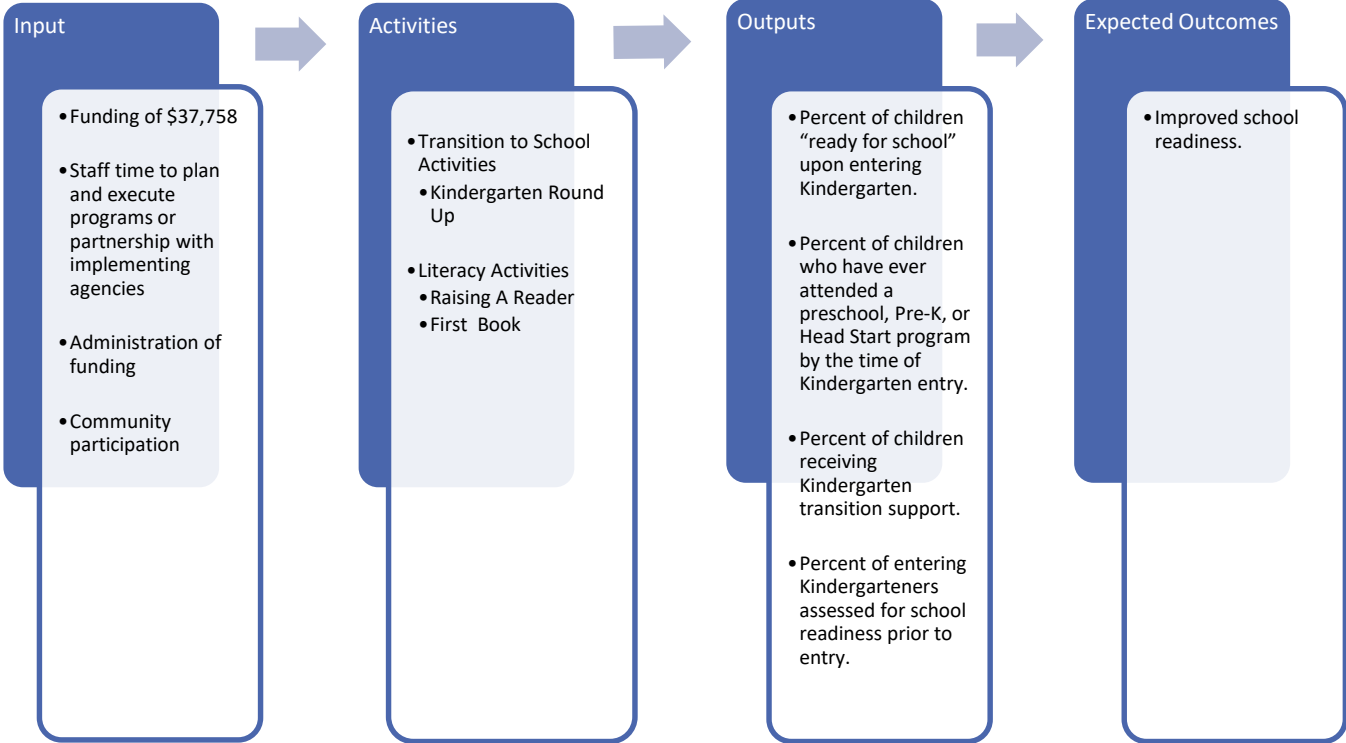 Input
•Funding of $37,758
•Staff time to plan
and execute
programs or
partnership with
implementing
agencies
•Administration of
funding
•Community
participation
Activities
•Transition to School
Activities
•Kindergarten Round
Up
•Literacy Activities
•Raising A Reader
•First Book
Outputs
•Percent of children
“ready for school”
upon entering
Kindergarten.
•Percent of children
who have ever
attended a
preschool, Pre-K, or
Head Start program
by the time of
Kindergarten entry.
•Percent of children
receiving
Kindergarten
transition support.
•Percent of entering
Kindergarteners
assessed for school
readiness prior to
entry.
Expected Outcomes
•Improved school
readiness.